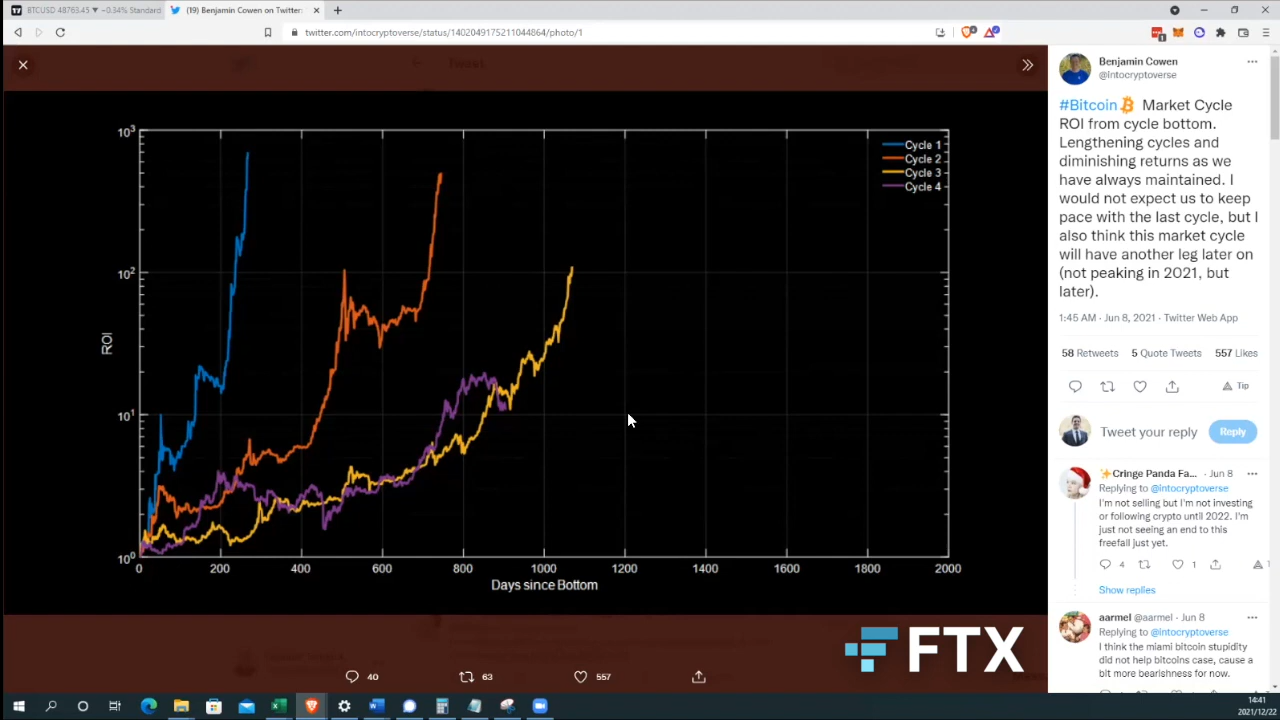 BTCUSD 48763.45 ▼ −0.34% Standard
(19) Benjamin Cowen on Twitter:
twitter.com/intocryptoverse/status/1402049175211044864/photo/1
10³
10²
10¹
10⁰
ROI
Cycle 1
Cycle 2
Cycle 3
Cycle 4
0 200 400 600 800 1000 1200 1400 1600 1800 2000
Days since Bottom
FTX
40 63 557
Benjamin Cowen
@intocryptoverse
#Bitcoin Market Cycle
ROI from cycle bottom.
Lengthening cycles and
diminishing returns as we
have always maintained. I
would not expect us to keep
pace with the last cycle, but I
also think this market cycle
will have another leg later on
(not peaking in 2021, but
later).
1:45 AM · Jun 8, 2021 · Twitter Web App
58 Retweets 5 Quote Tweets 557 Likes
Tip
Tweet your reply
Reply
Cringe Panda Fa... · Jun 8
Replying to @intocryptoverse
I'm not selling but I'm not investing
or following crypto until 2022. I'm
just not seeing an end to this
freefall just yet.
4 1 1
Show replies
aarmel @aarmel · Jun 8
Replying to @intocryptoverse
I think the miami bitcoin stupidity
did not help bitcoins case, cause a
bit more bearishness for now.
14:41
2021/12/22